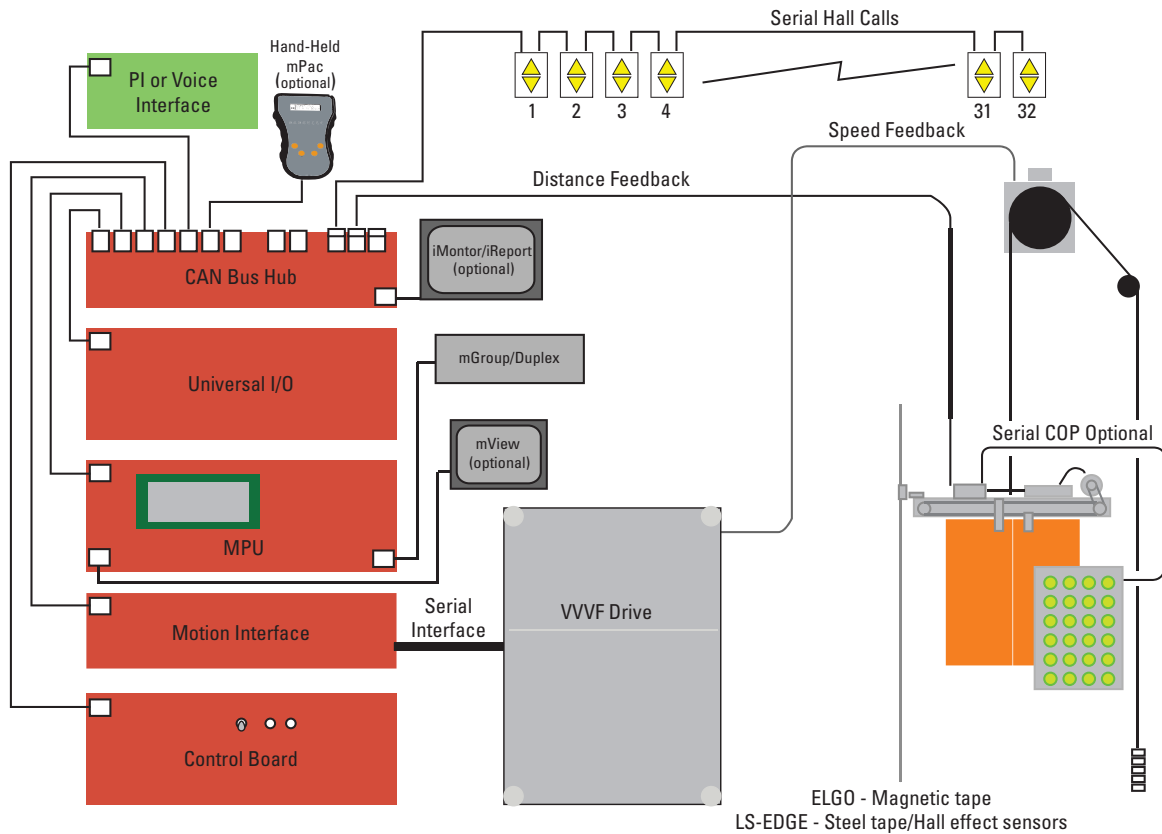 Serial Hall Calls
Hand-Held
mPac
(optional)
PI or Voice
Interface
1
2
3
4
31
32
Speed Feedback
Distance Feedback
iMontor/iReport
(optional)
CAN Bus Hub
mGroup/Duplex
Universal I/O
mView
(optional)
Serial COP Optional
MPU
Serial
Interface
VVVF Drive
Motion Interface
Control Board
ELGO - Magnetic tape
LS-EDGE - Steel tape/Hall effect sensors